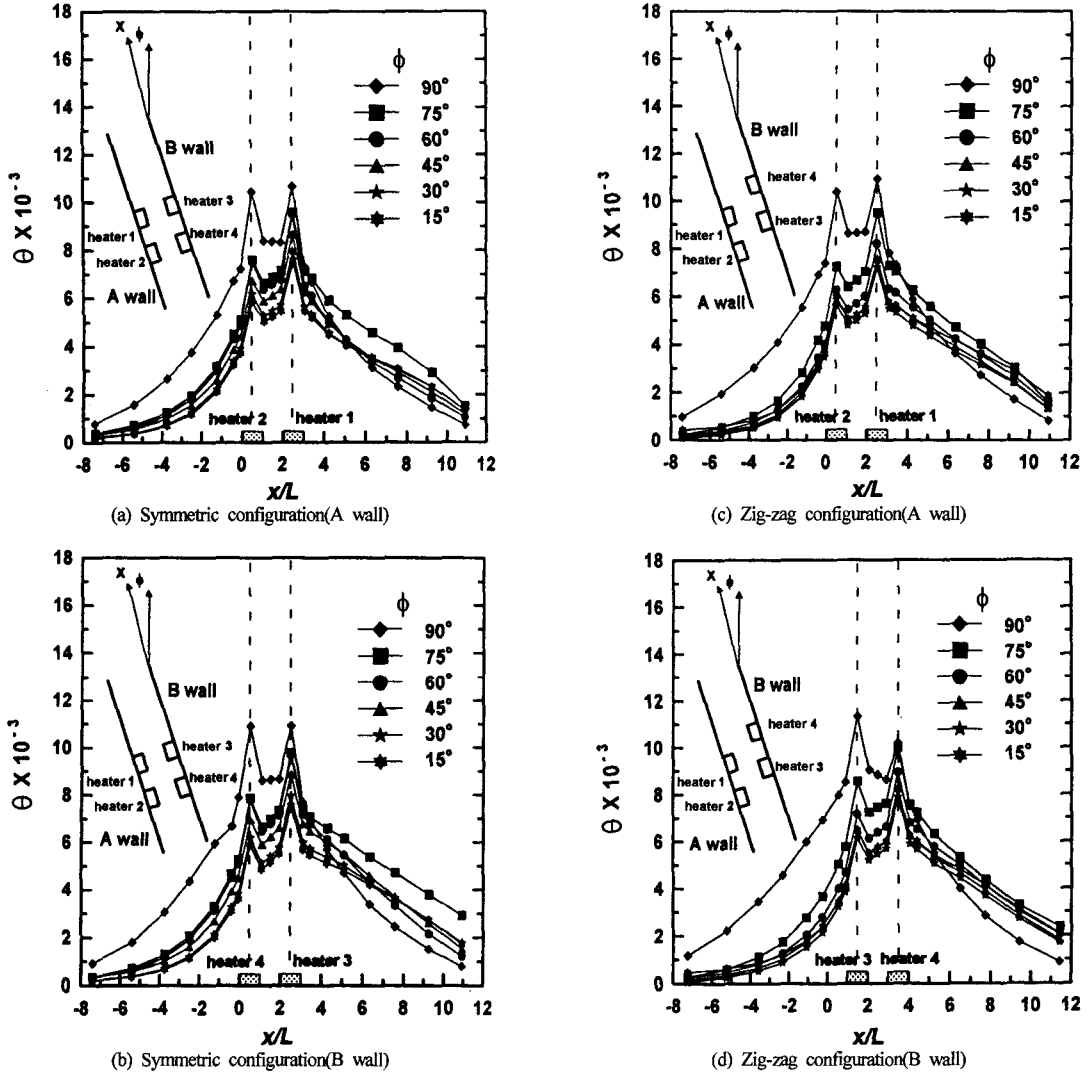 18
16
14
12
10
8
6
4
2
0
θ X 10⁻³
X ϕ
B wall
heater 3
heater 1
heater 4
heater 2
A wall
ϕ
90°
75°
60°
45°
30°
15°
heater 2
heater 1
-8 -6 -4 -2 0 2 4 6 8 10 12
x/L
(a) Symmetric configuration(A wall)
18
16
14
12
10
8
6
4
2
0
θ X 10⁻³
X ϕ
B wall
heater 4
heater 1
heater 3
heater 2
A wall
ϕ
90°
75°
60°
45°
30°
15°
heater 2
heater 1
-8 -6 -4 -2 0 2 4 6 8 10 12
x/L
(c) Zig-zag configuration(A wall)
18
16
14
12
10
8
6
4
2
0
θ X 10⁻³
X ϕ
B wall
heater 3
heater 1
heater 4
heater 2
A wall
ϕ
90°
75°
60°
45°
30°
15°
heater 4
heater 3
-8 -6 -4 -2 0 2 4 6 8 10 12
x/L
(b) Symmetric configuration(B wall)
18
16
14
12
10
8
6
4
2
0
θ X 10⁻³
X ϕ
B wall
heater 4
heater 1
heater 3
heater 2
A wall
ϕ
90°
75°
60°
45°
30°
15°
heater 3
heater 4
-8 -6 -4 -2 0 2 4 6 8 10 12
x/L
(d) Zig-zag configuration(B wall)